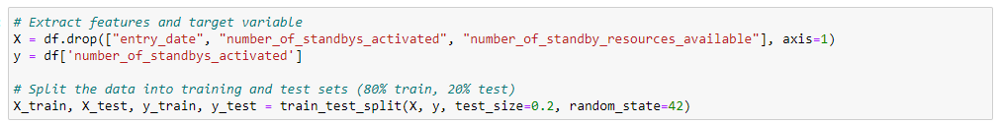 # Extract features and target variable
X = df.drop(["entry_date", "number_of_standbys_activated", "number_of_standby_resources_available"], axis=1)
y = df['number_of_standbys_activated']
# Split the data into training and test sets (80% train, 20% test)
X_train, X_test, y_train, y_test = train_test_split(X, y, test_size=0.2, random_state=42)